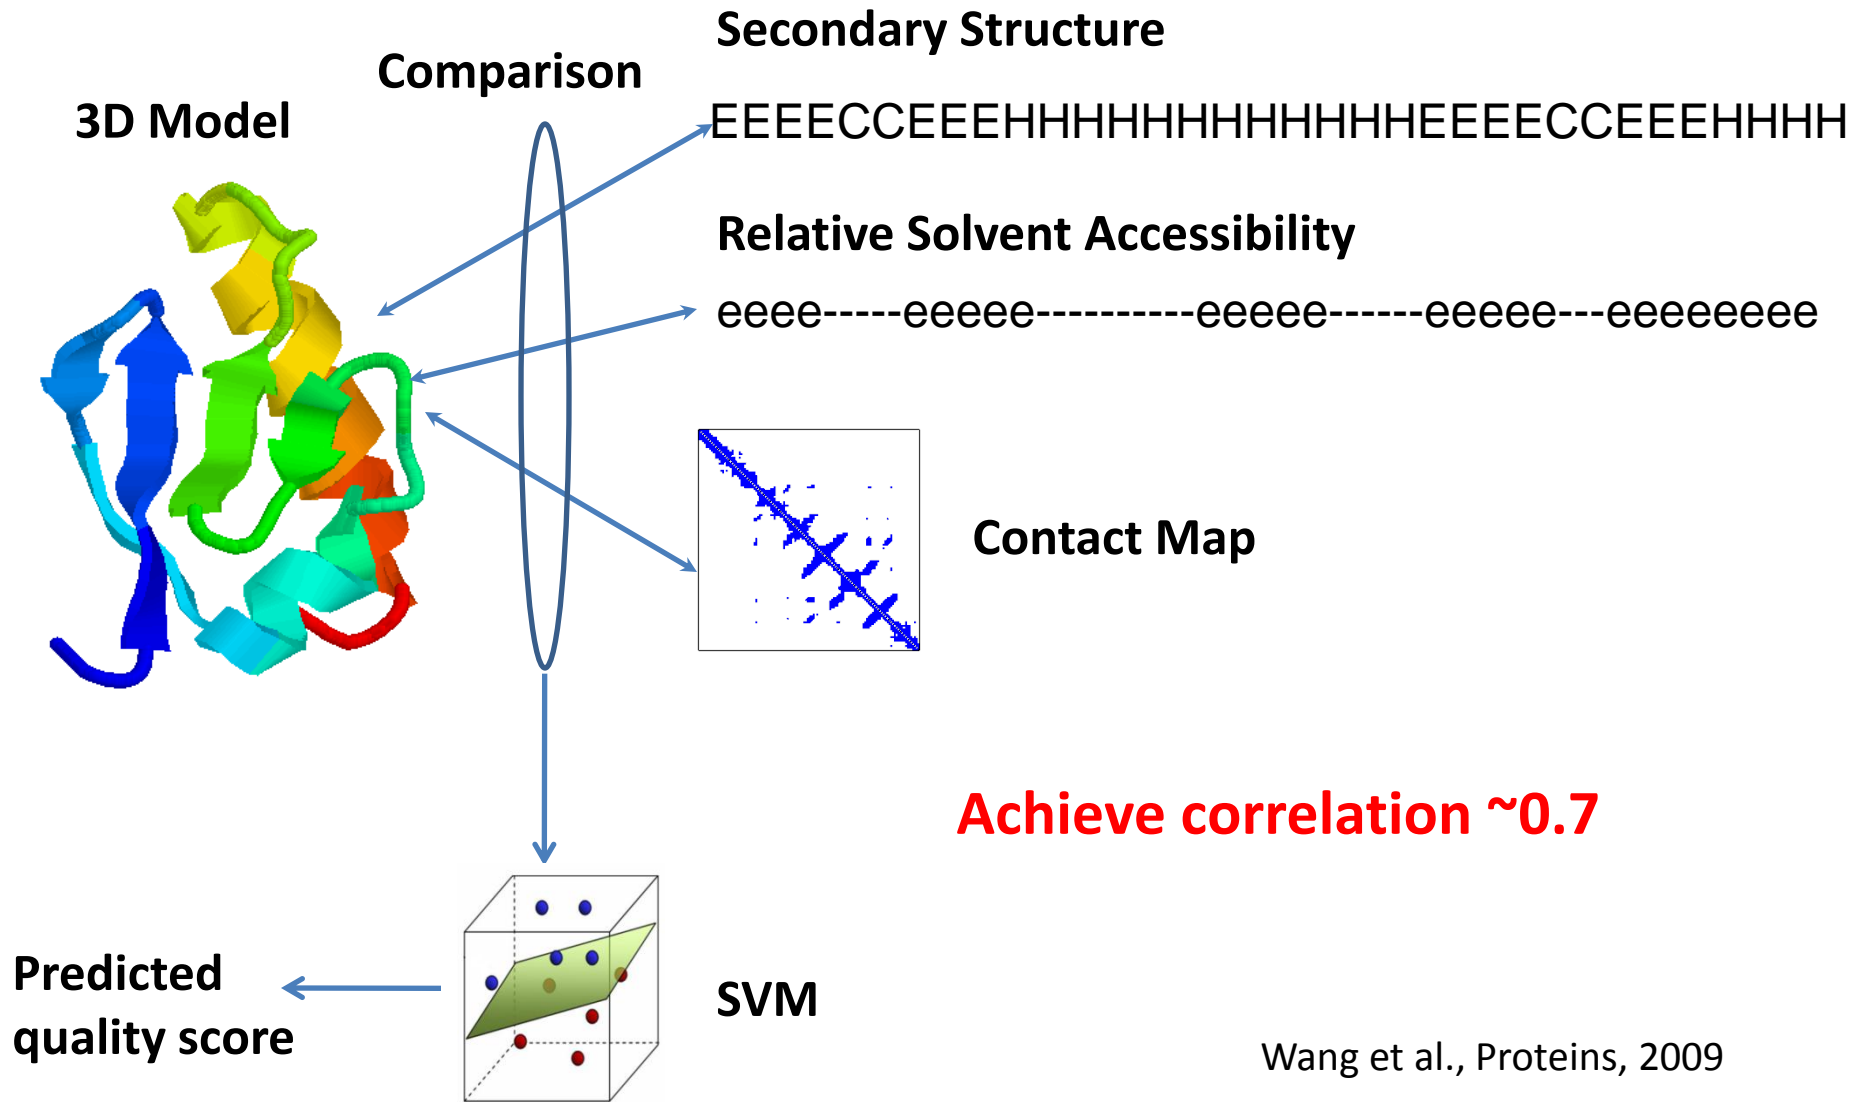 Secondary Structure
Comparison
3D Model
EEEECCEEEHHHHHHHHHHHHEEEECCEEEHHHH
Relative Solvent Accessibility
eeee-----eeeee----------eeeee------eeeee---eeeeeeee
Contact Map
Achieve correlation ~0.7
Predicted
quality score
SVM
Wang et al., Proteins, 2009